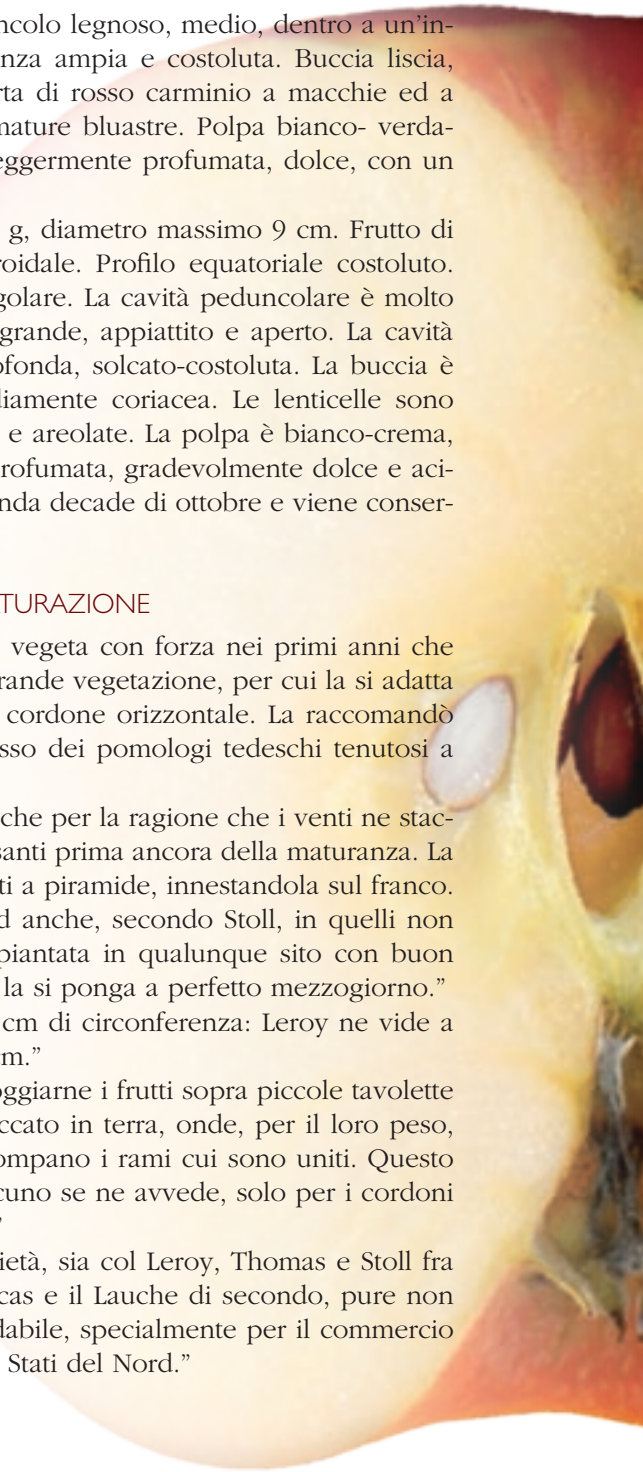 ncolo legnoso, medio, dentro a un'in-
nza ampia e costoluta. Buccia liscia,
rta di rosso carminio a macchie ed a
mature bluastre. Polpa bianco- verda-
eggermente profumata, dolce, con un
g, diametro massimo 9 cm. Frutto di
roidale. Profilo equatoriale costoluto.
golare. La cavità peduncolare è molto
grande, appiattito e aperto. La cavità
ofonda, solcato-costoluta. La buccia è
diamente coriacea. Le lenticelle sono
e areolate. La polpa è bianco-crema,
rofumata, gradevolmente dolce e aci-
nda decade di ottobre e viene conser-
ATURAZIONE
vegeta con forza nei primi anni che
rande vegetazione, per cui la si adatta
cordone orizzontale. La raccomandò
sso dei pomologi tedeschi tenutosi a
che per la ragione che i venti ne stac-
santi prima ancora della maturanza. La
ti a piramide, innestandola sul franco.
d anche, secondo Stoll, in quelli non
piantata in qualunque sito con buon
la si ponga a perfetto mezzogiorno."
cm di circonferenza: Leroy ne vide a
m."
oggiarne i frutti sopra piccole tavolette
ccato in terra, onde, per il loro peso,
ompano i rami cui sono uniti. Questo
cuno se ne avvede, solo per i cordoni
"
ietà, sia col Leroy, Thomas e Stoll fra
cas e il Lauche di secondo, pure non
dabile, specialmente per il commercio
Stati del Nord."